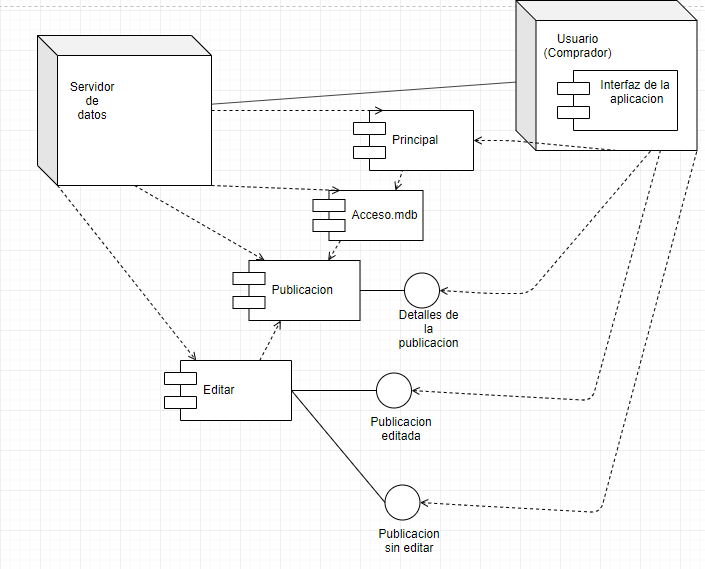 Usuario
(Comprador)
Interfaz de la
aplicacion
Servidor
de
datos
Principal
Acceso.mdb
Publicacion
Detalles de
la
publicacion
Editar
Publicacion
editada
Publicacion
sin editar